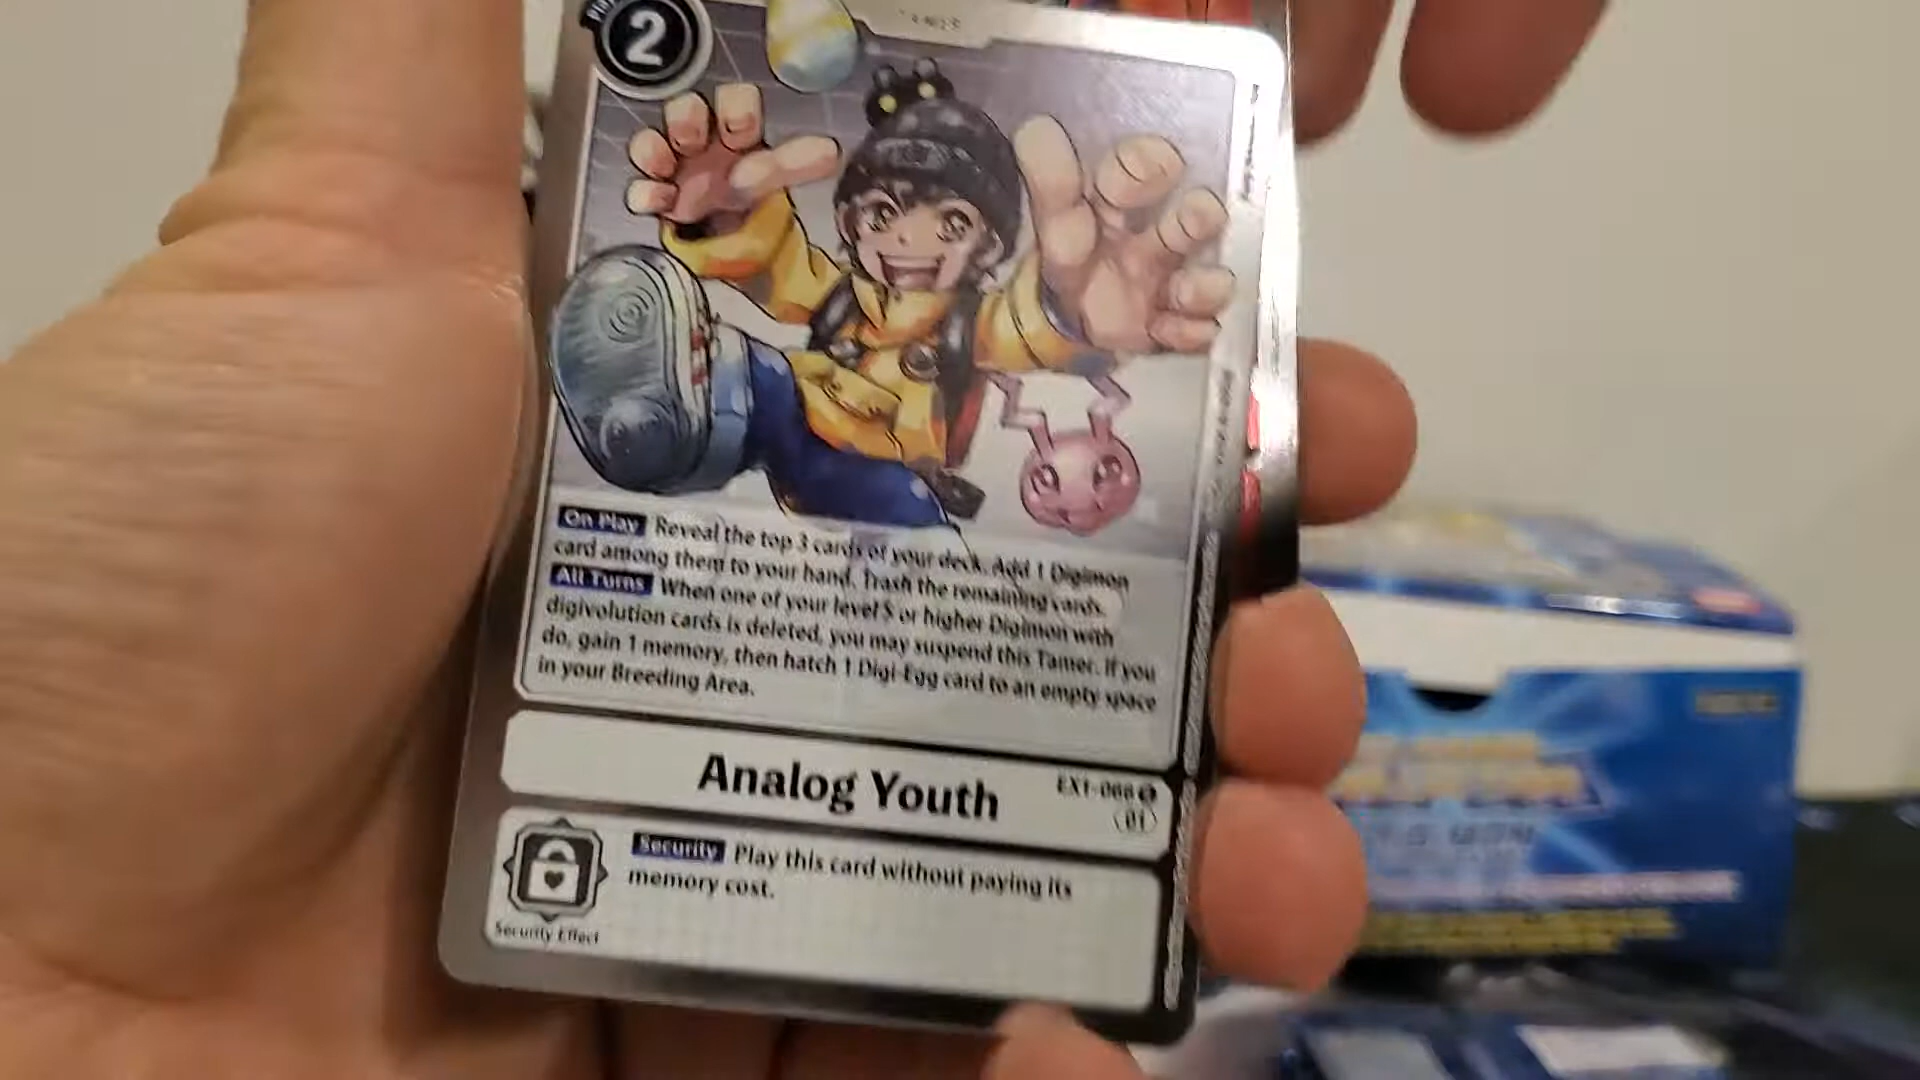 2
On Play Reveal the top 3 cards of your deck. Add 1 Digimon
card among them to your hand. Trash the remaining cards.
All Turns When one of your level 5 or higher Digimon with
digivolution cards is deleted, you may suspend this Tamer. If you
do, gain 1 memory, then hatch 1 Digi-Egg card to an empty space
in your Breeding Area.
Analog Youth
EX1-066
01
Security Play this card without paying its
memory cost.
Security Effect